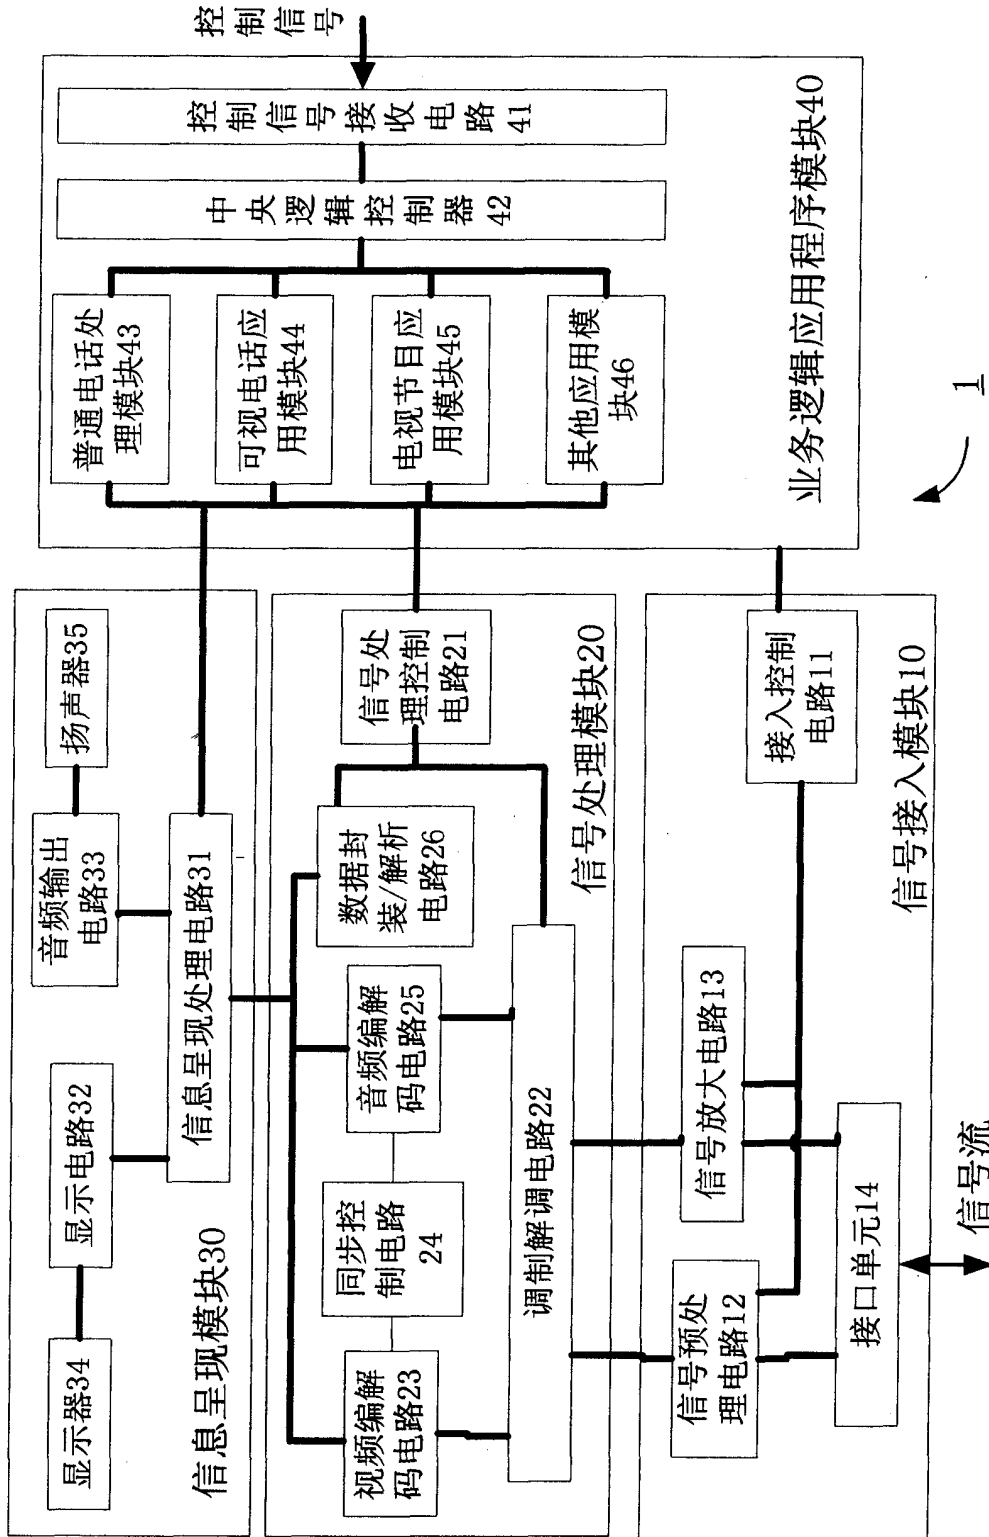 控制信号
控制信号接收电路
41
中央逻辑控制器
42
普通电话处
理模块43
可视电话应
用模块44
电视节目应
用模块45
其他应用模
块46
业务逻辑应用程序模块40
1
显示器34
显示电路32
音频输出
电路33
扬声器35
信息呈现处理电路31
信息呈现模块30
视频编解
码电路23
同步控
制电路
24
音频编解
码电路25
数据封
装/解析
电路26
信号处
理控制
电路21
调制解调电路22
信号处理模块20
信号预处
理电路12
信号放大电路13
接入控制
电路11
接口单元14
信号接入模块10
信号流